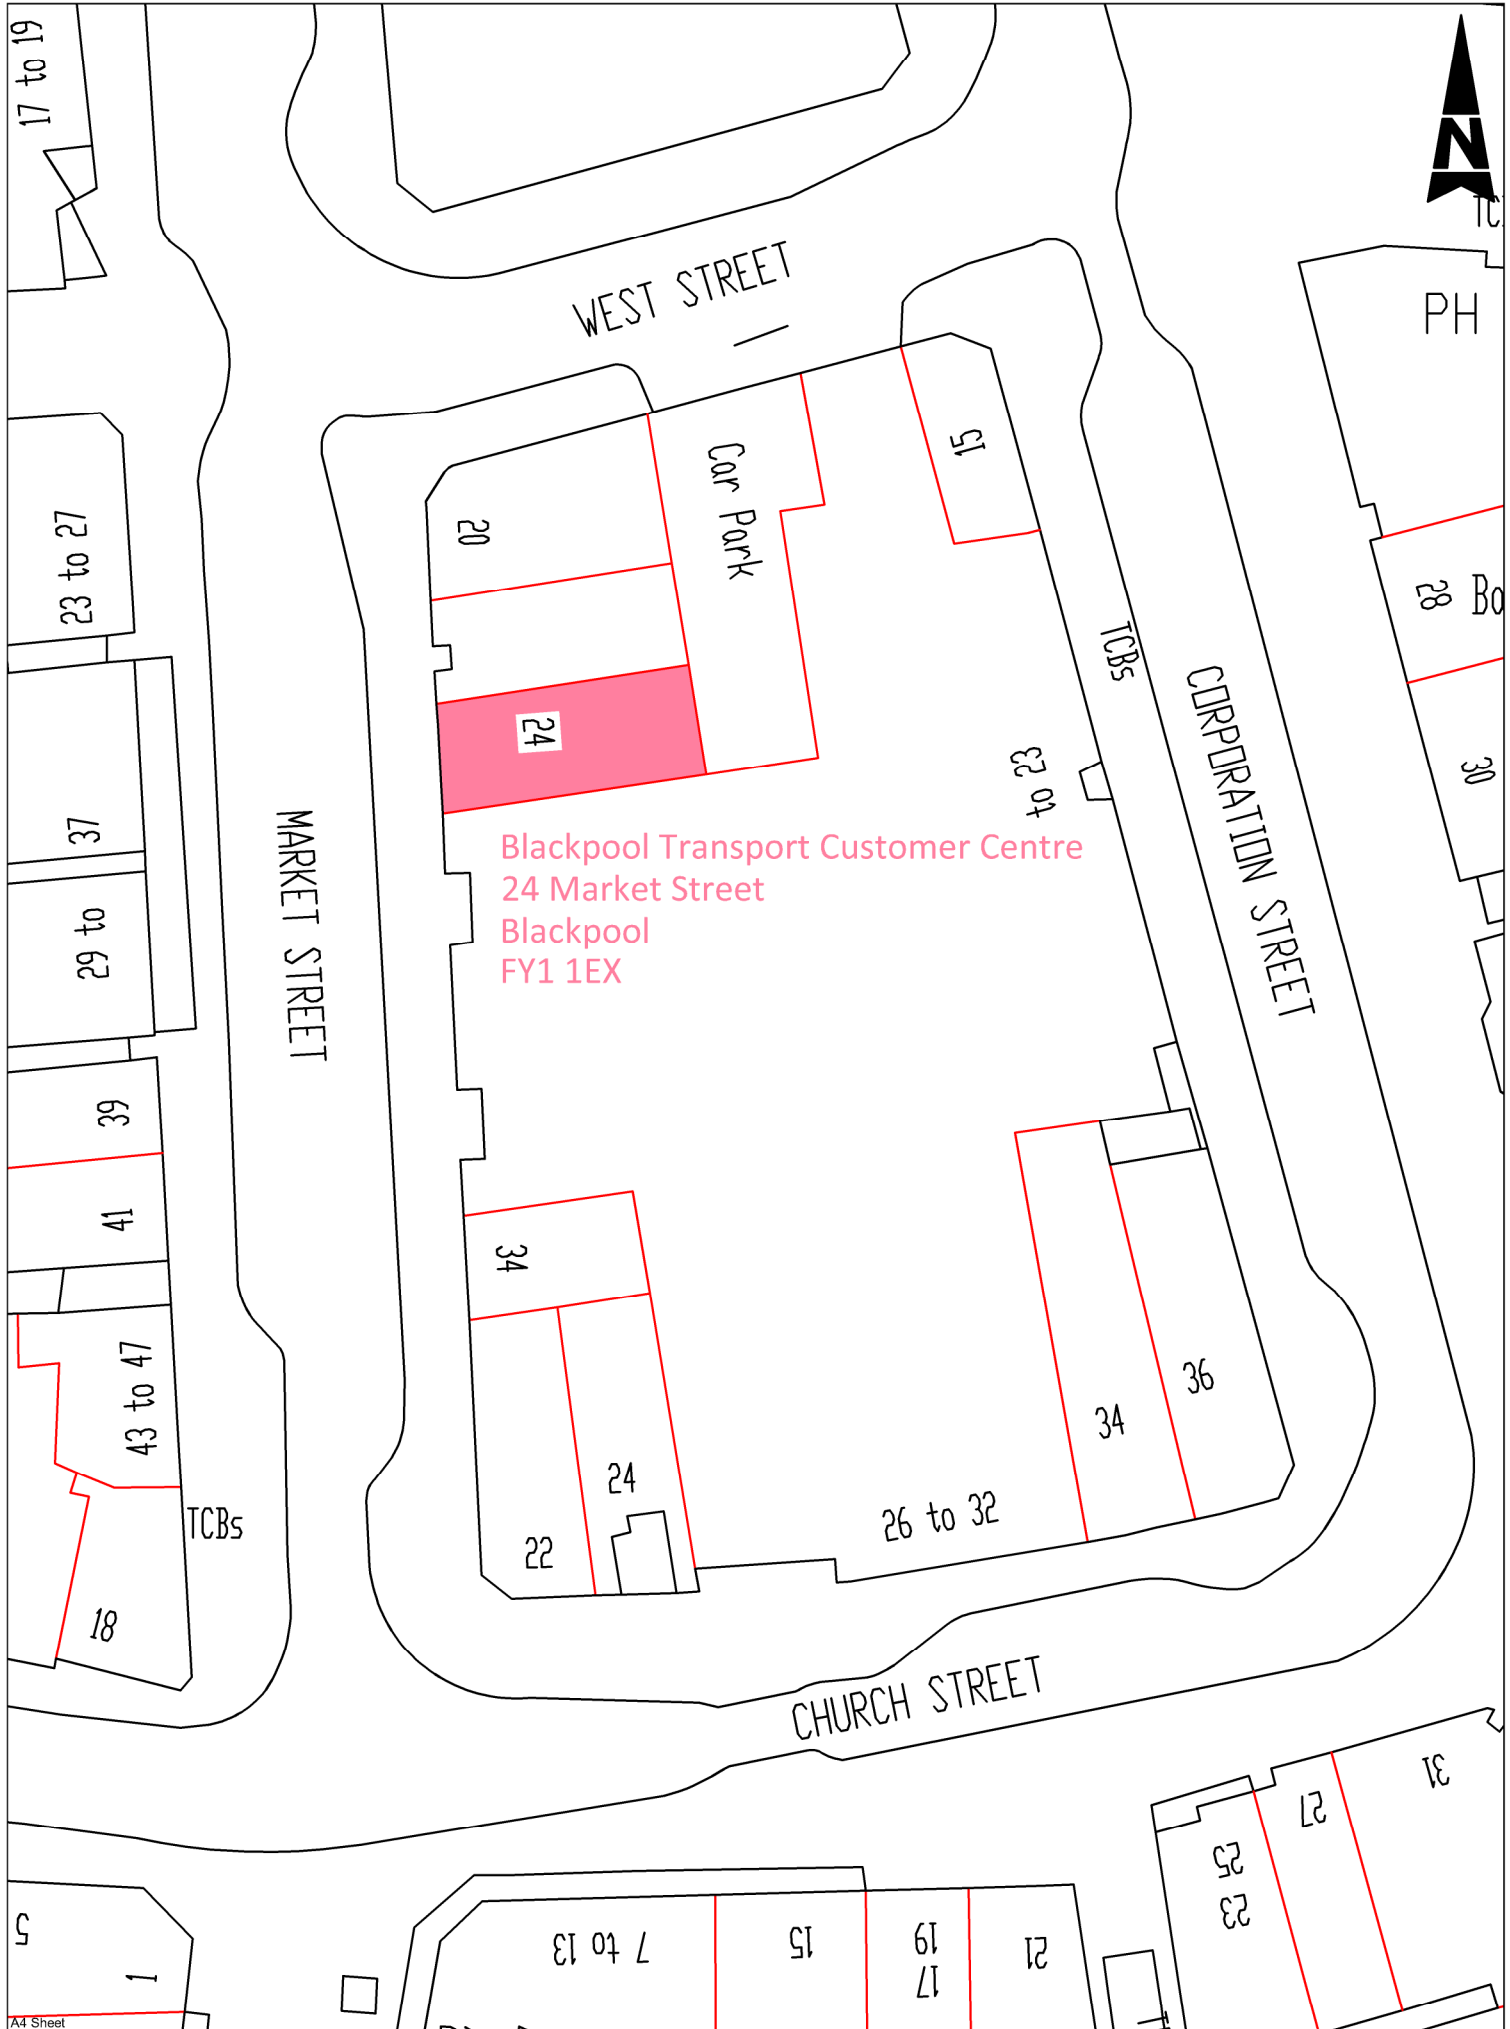 17 to 19
N
TC
WEST STREET
PH
15
Car Park
20
23 to 27
28
Bo
TCBs
24
CORPORATION STREET
to 23
30
37
MARKET STREET
Blackpool Transport Customer Centre
24 Market Street
Blackpool
FY1 1EX
29 to
39
41
34
43 to 47
36
34
24
26 to 32
22
TCBs
18
CHURCH STREET
31
27
25
23
5
7 to 13
15
19
17
21
1
A4 Sheet